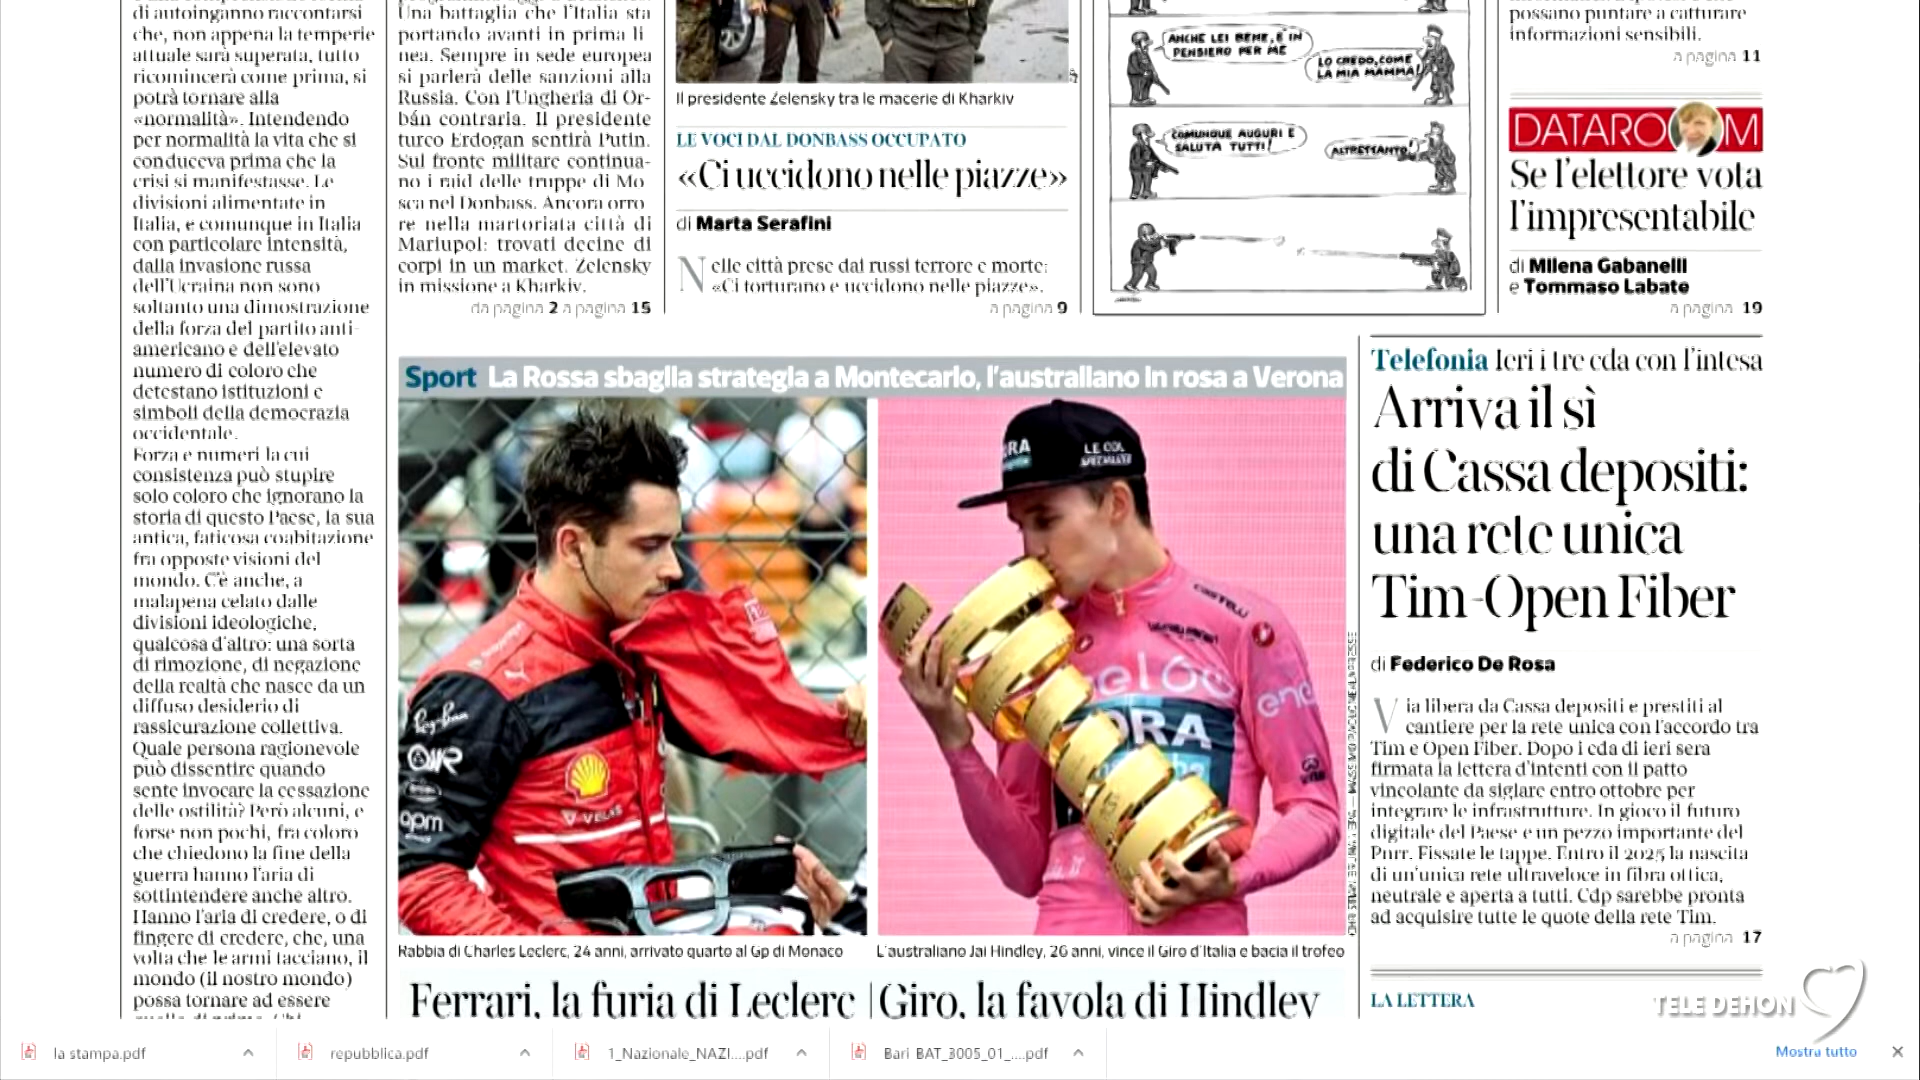 di autoinganno raccontarsi
che, non appena la temperie
attuale sarà superata, tutto
ricomincerà come prima, si
potrà tornare alla
«normalità». Intendendo
per normalità la vita che si
conduceva prima che la
crisi si manifestasse. Le
divisioni alimentate in
Italia, e comunque in Italia
con particolare intensità,
dalla invasione russa
dell'Ucraina non sono
soltanto una dimostrazione
della forza del partito anti-
americano e dell'elevato
numero di coloro che
detestano istituzioni e
simboli della democrazia
occidentale.
Forza e numeri la cui
consistenza può stupire
solo coloro che ignorano la
storia di questo Paese, la sua
antica, faticosa coabitazione
fra opposte visioni del
mondo. C'è anche, a
malapena celato dalle
divisioni ideologiche,
qualcosa d'altro: una sorta
di rimozione, di negazione
della realtà che nasce da un
diffuso desiderio di
rassicurazione collettiva.
Quale persona ragionevole
può dissentire quando
sente invocare la cessazione
delle ostilità? Però alcuni, e
forse non pochi, fra coloro
che chiedono la fine della
guerra hanno l'aria di
sottintendere anche altro.
Hanno l'aria di credere, o di
fingere di credere, che, una
volta che le armi tacciano, il
mondo (il nostro mondo)
possa tornare ad essere
Una battaglia che l'Italia sta
portando avanti in prima li-
nea. Sempre in sede europea
si parlerà delle sanzioni alla
Russia. Con l'Ungheria di Or-
bán contraria. Il presidente
turco Erdogan sentirà Putin.
Sul fronte militare continua-
no i raid delle truppe di Mo-
sca nel Donbass. Ancora orro-
re nella martoriata città di
Mariupol: trovati decine di
corpi in un market. Zelensky
in missione a Kharkiv.
da pagina 2 a pagina 15
Il presidente Zelensky tra le macerie di Kharkiv
LE VOCI DAL DONBASS OCCUPATO
«Ci uccidono nelle piazze»
di Marta Serafini
Nelle città prese dai russi terrore e morte:
«Ci torturano e uccidono nelle piazze».
a pagina 9
ANCHE LEI BENE, È IN
PENSIERO PER ME
LO CREDO, COME
LA MIA MAMMA!
COMUNQUE AUGURI E
SALUTA TUTTI!
ALTRETTANTO!
possano puntare a catturare
informazioni sensibili.
a pagina 11
DATAROOM
Se l'elettore vota
l'impresentabile
di Milena Gabanelli
e Tommaso Labate
a pagina 19
Sport La Rossa sbaglia strategia a Montecarlo, l'australiano in rosa a Verona
Ray-Ban
VELAS
LE COL
CASTELLI
Rabbia di Charles Leclerc, 24 anni, arrivato quarto al Gp di Monaco
L'australiano Jai Hindley, 26 anni, vince il Giro d'Italia e bacia il trofeo
Ferrari, la furia di Leclerc
Giro, la favola di Hindley
Telefonia Ieri i tre cda con l'intesa
Arriva il sì
di Cassa depositi:
una rete unica
Tim-Open Fiber
di Federico De Rosa
Via libera da Cassa depositi e prestiti al
cantiere per la rete unica con l'accordo tra
Tim e Open Fiber. Dopo i cda di ieri sera
firmata la lettera d'intenti con il patto
vincolante da siglare entro ottobre per
integrare le infrastrutture. In gioco il futuro
digitale del Paese e un pezzo importante del
Pnrr. Fissate le tappe. Entro il 2025 la nascita
di un'unica rete ultraveloce in fibra ottica,
neutrale e aperta a tutti. Cdp sarebbe pronta
ad acquisire tutte le quote della rete Tim.
a pagina 17
LA LETTERA
TELE DEHON
la stampa.pdf
repubblica.pdf
1_Nazionale_NAZI....pdf
Bari BAT_3005_01_....pdf
Mostra tutto